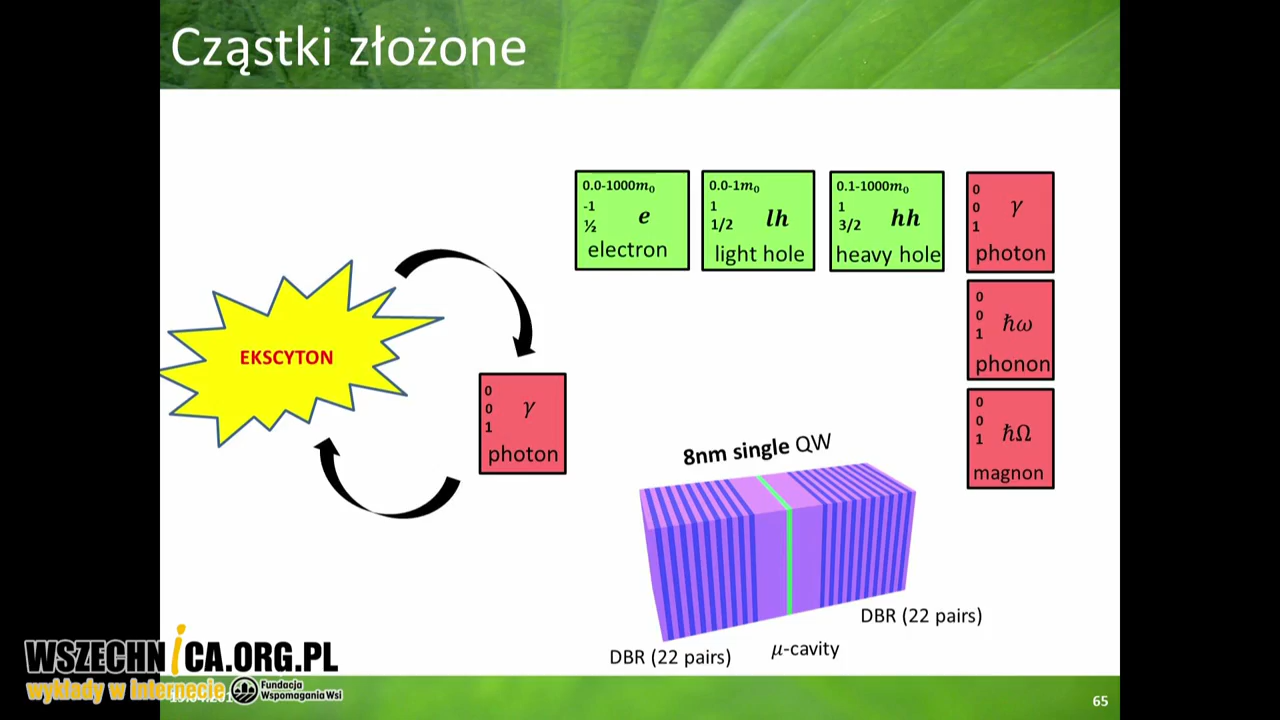 Cząstki złożone
0.0-1000m₀
-1
½
e
electron
0.0-1m₀
1
1/2
lh
light hole
0.1-1000m₀
1
3/2
hh
heavy hole
0
0
1
γ
photon
0
0
1
ħω
phonon
0
0
1
ħΩ
magnon
EKSCYTON
0
0
1
γ
photon
8nm single QW
DBR (22 pairs)
μ-cavity
DBR (22 pairs)
WSZECHNiCA.ORG.PL
wykłady w Internecie
Fundacja
Wspomagania Wsi
65